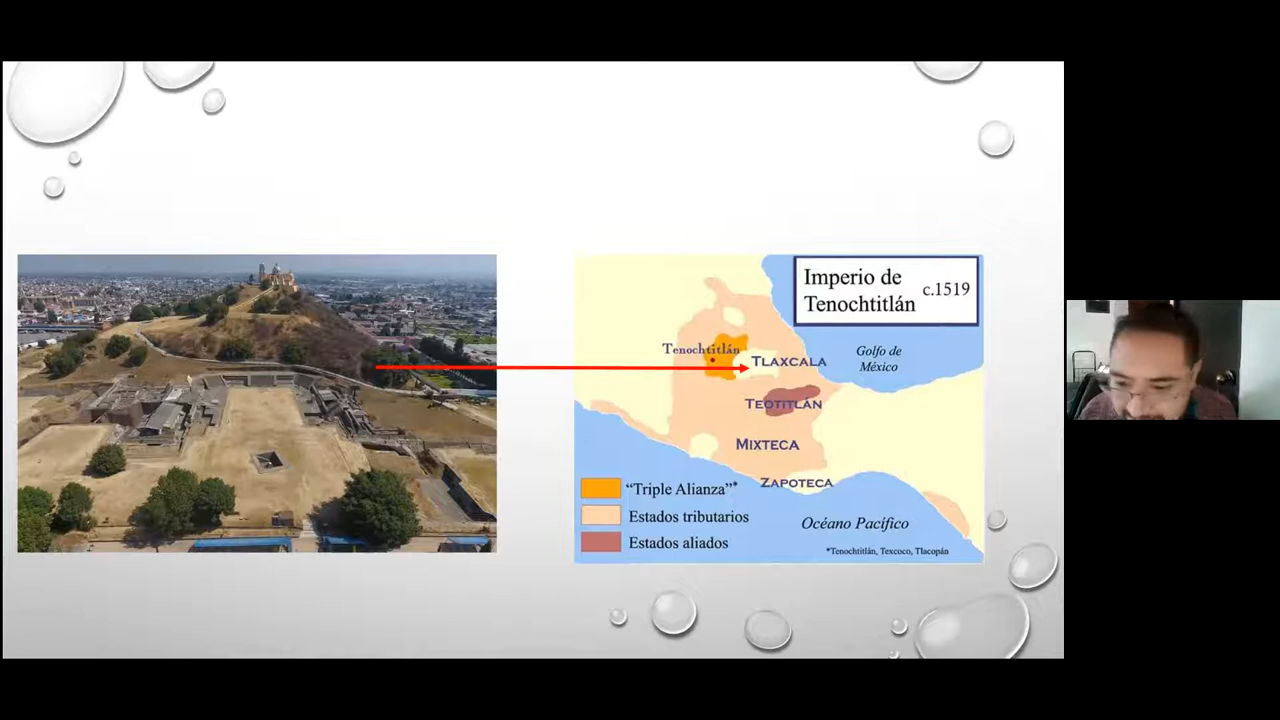 Imperio de
Tenochtitlán
c.1519
Tenochtitlán
TLAXCALA
Golfo de
México
TEOTITLÁN
MIXTECA
ZAPOTECA
"Triple Alianza"*
Estados tributarios
Océano Pacífico
Estados aliados
*Tenochtitlán, Texcoco, Tlacopán